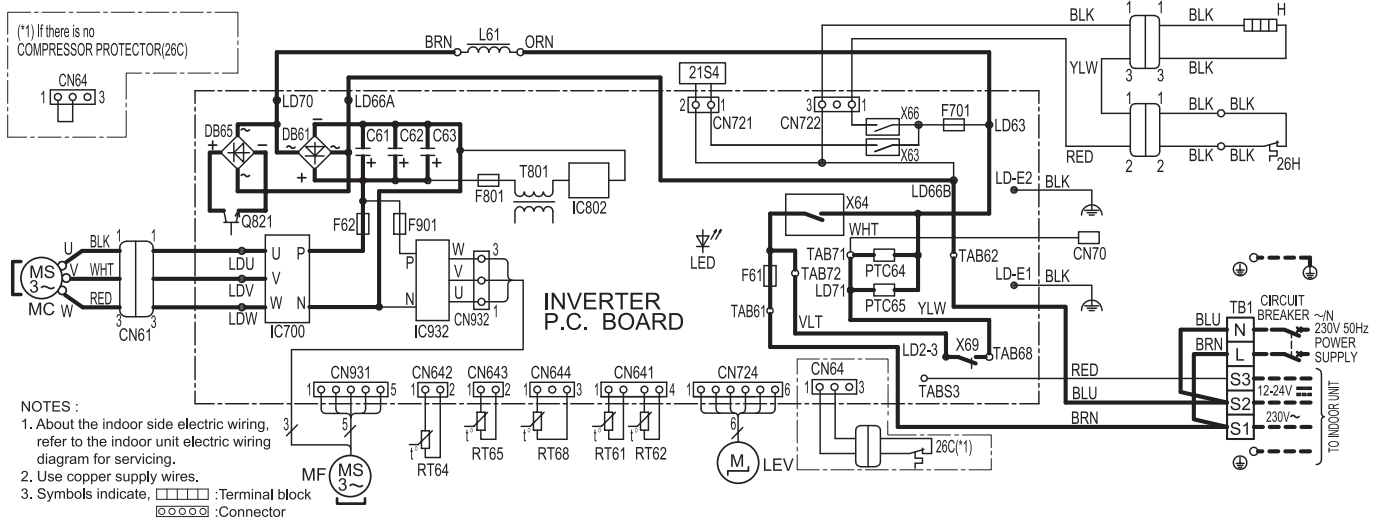 (*1) If there is no
COMPRESSOR PROTECTOR(26C)
CN64
1 3
BRN L61 ORN
21S4
2 1
CN721
3 1
CN722
X66
X63
F701
LD63
BLK
1 1
BLK
H
YLW
3 3
BLK
1 1
BLK BLK
RED
2 2
BLK BLK
26H
LD70
LD66A
DB65
~
+ −
~
DB61
−
~ ~
+
C61
C62
C63
+ + +
Q821
F801
T801
IC802
F62
F901
LD66B
LD-E2
BLK
X64
WHT
CN70
LED
TAB71
PTC64
TAB62
F61
TAB72
LD71
PTC65
LD-E1
BLK
TAB61
YLW
VLT
LD2-3
X69
TAB68
U
BLK
1 1
MS
3~
V
WHT
MC
W
RED
3 3
CN61
LDU
LDV
LDW
U
V
W
P
N
IC700
P
N
W
V
U
IC932
3
1
CN932
INVERTER
P.C. BOARD
TB1
CIRCUIT
BREAKER
~/N
230V 50Hz
POWER
SUPPLY
BLU
N
BRN
L
RED
S3
12-24V
BLU
S2
230V~
BRN
S1
TO INDOOR UNIT
TABS3
CN931
1 5
CN642
1 2
CN643
1 2
CN644
1 3
CN641
1 4
CN724
1 6
CN64
1 3
3
5
MF
MS
3~
t°
RT64
t°
RT65
t°
RT68
t° t°
RT61 RT62
6
M
LEV
26C(*1)
NOTES :
1. About the indoor side electric wiring,
refer to the indoor unit electric wiring
diagram for servicing.
2. Use copper supply wires.
3. Symbols indicate, :Terminal block
:Connector